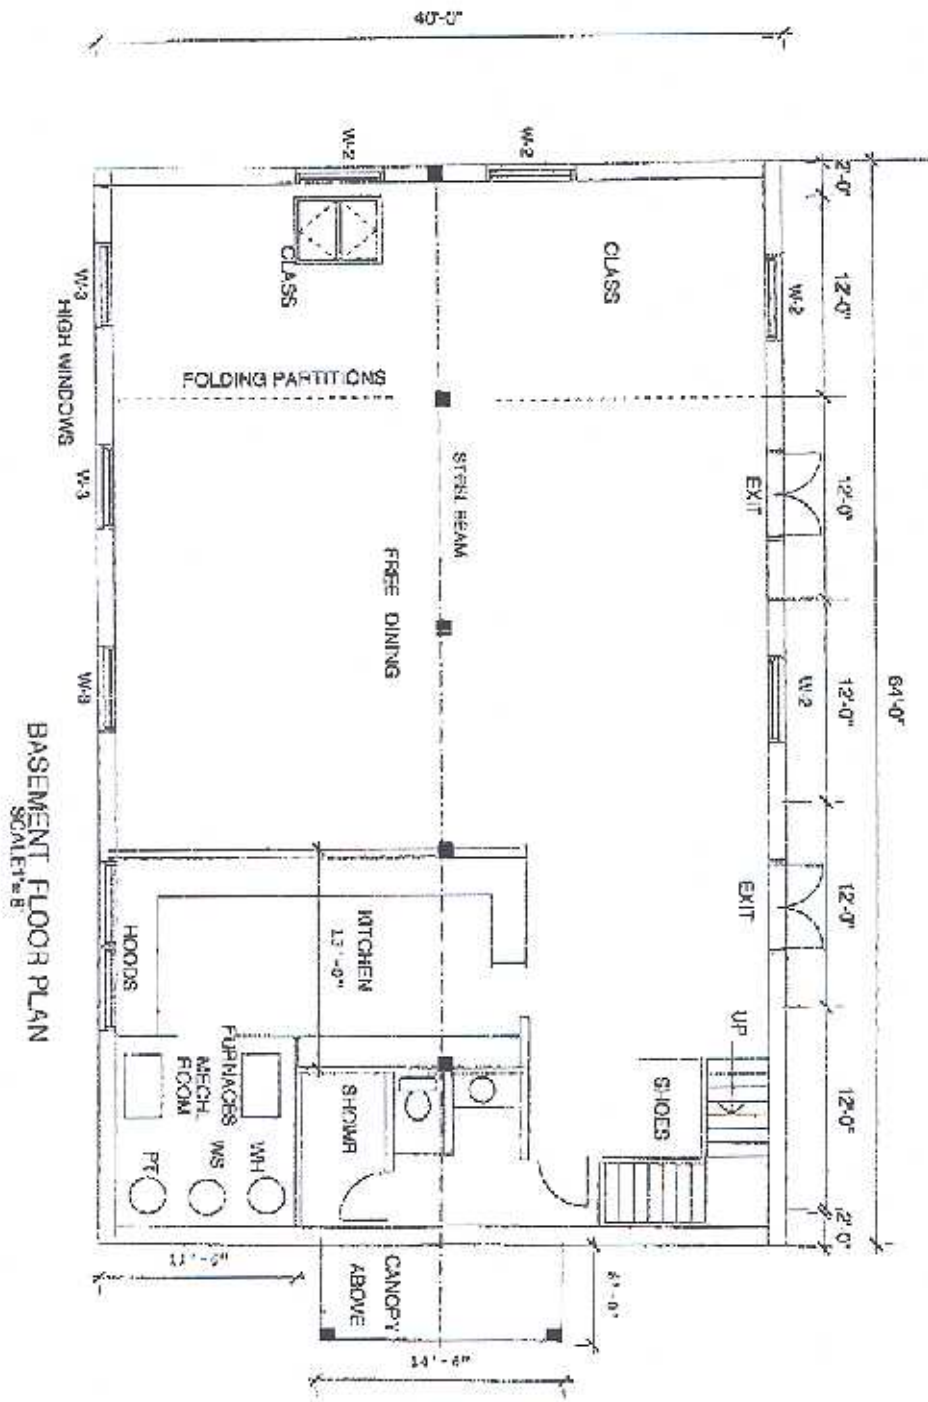 40'-0"
W-2
W-2
2'-0"
CLASS
CLASS
W-2
12'-0"
W-3
HIGH WINDOWS
FOLDING PARTITIONS
W-3
STEEL BEAM
EXIT
12'-0"
FREE DINING
W-2
12'-0"
64'-0"
BASEMENT FLOOR PLAN
HOODS
KITCHEN
EXIT
12'-0"
UP
FURNACES
MECH.
ROOM
SHOWR
SHOES
12'-0"
PT
WS
WH
2'-0"
CANOPY
ABOVE
14'-6"